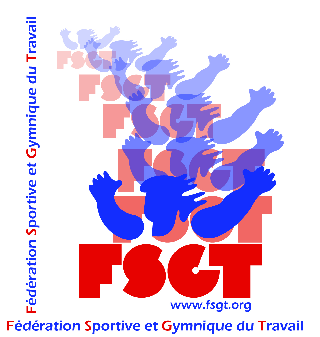 Fédération Sportive et Gymnique du Travail
FSGT
FSGT
FSGT
FSGT
FSGT
FSGT
www.fsgt.org
Fédération Sportive et Gymnique du Travail